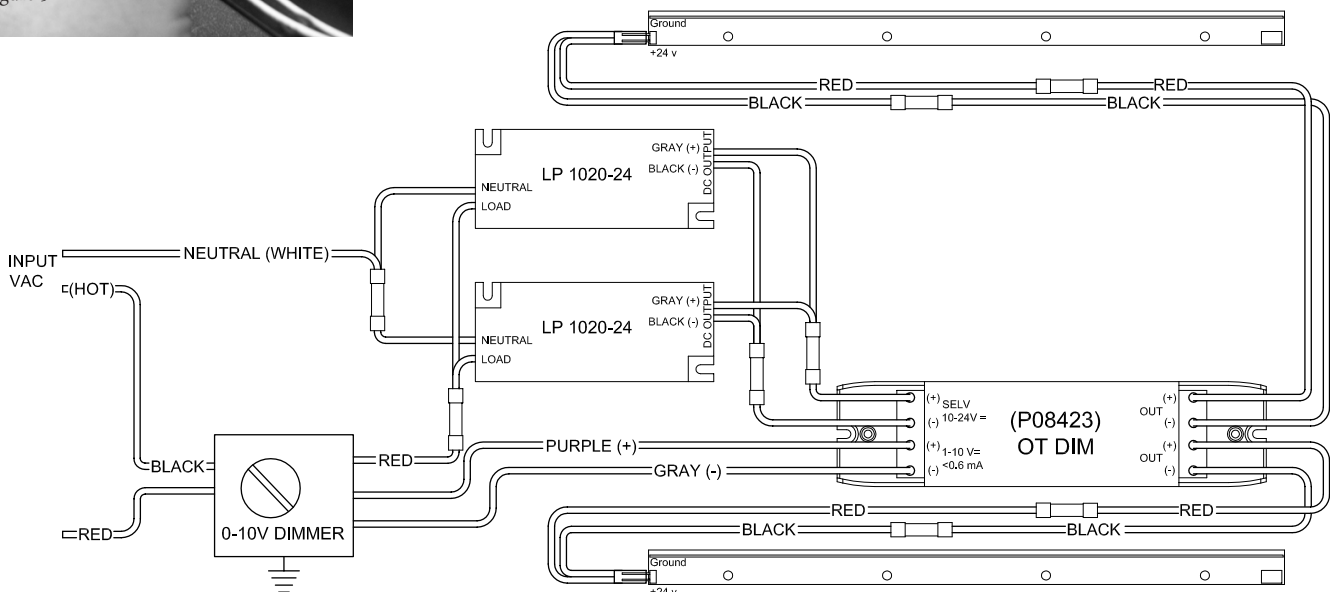 Ground
+24 v
RED
RED
BLACK
BLACK
GRAY (+)
BLACK (-)
DC OUTPUT
LP 1020-24
NEUTRAL
LOAD
INPUT
VAC
NEUTRAL (WHITE)
(HOT)
GRAY (+)
BLACK (-)
DC OUTPUT
LP 1020-24
NEUTRAL
LOAD
(+) SELV
(-) 10-24V =
(+) 1-10 V=
(-) <0.6 mA
(P08423)
OT DIM
(+)
OUT
(-)
(+)
OUT
(-)
BLACK
RED
PURPLE (+)
GRAY (-)
RED
0-10V DIMMER
RED
RED
BLACK
BLACK
Ground
+24 v